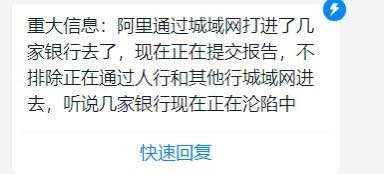 重大信息：阿里通过城域网打进了几
家银行去了，现在正在提交报告，不
排除正在通过人行和其他行城域网进
去，听说几家银行现在正在沦陷中
快速回复